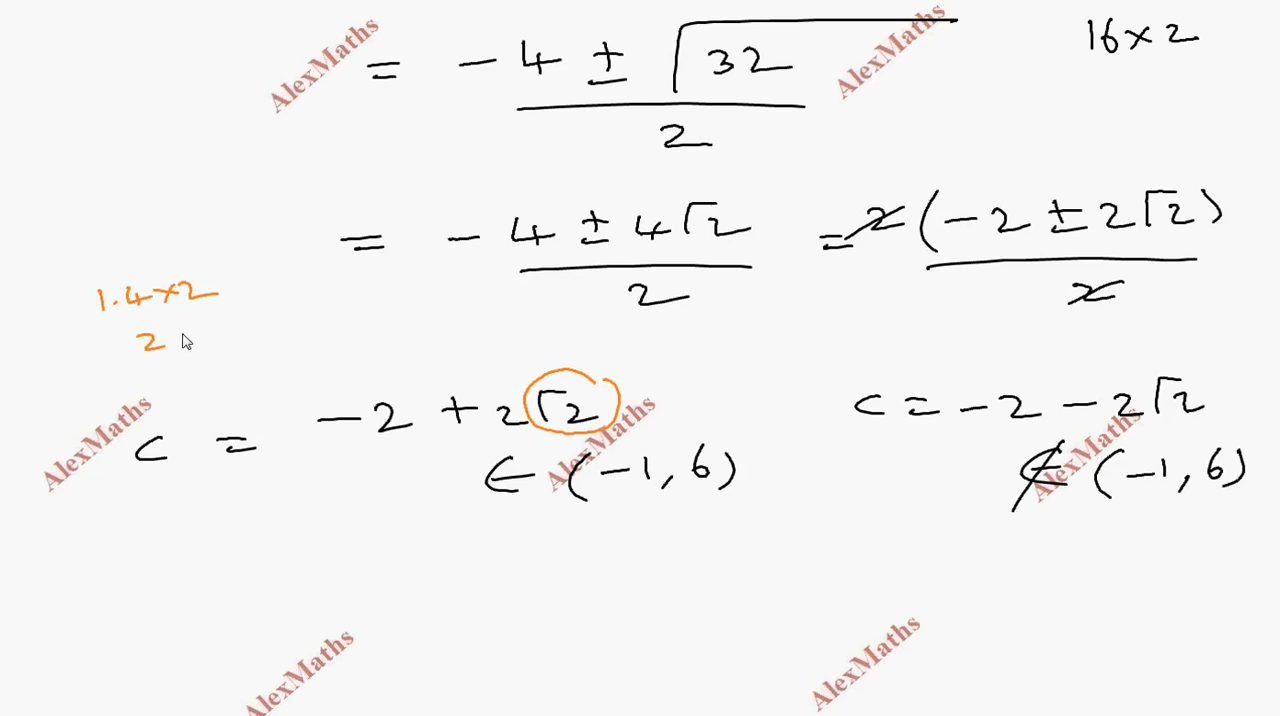 = -4 ± √32 / 2
16 × 2
= -4 ± 4√2 / 2 = 2(-2 ± 2√2) / 2
1.4×2
2
c = -2 + 2√2
∈ (-1, 6)
c = -2 - 2√2
∉ (-1, 6)
AlexMaths
AlexMaths
AlexMaths
AlexMaths
AlexMaths
AlexMaths
AlexMaths